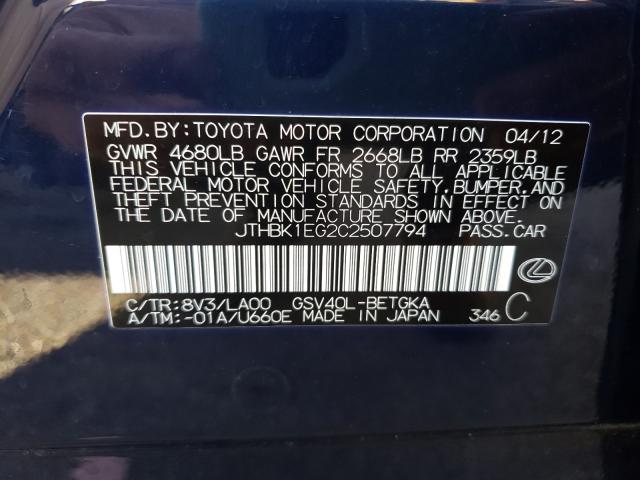 MFD.BY:TOYOTA MOTOR CORPORATION 04/12
GVWR 4680LB GAWR FR 2668LB RR 2359LB
THIS VEHICLE CONFORMS TO ALL APPLICABLE
FEDERAL MOTOR VEHICLE SAFETY,BUMPER,AND
THEFT PREVENTION STANDARDS IN EFFECT ON
THE DATE OF MANUFACTURE SHOWN ABOVE.
JTHBK1EG2C2507794 PASS.CAR
C/TR:8V3/LA00 GSV40L-BETGKA
A/TM:-01A/U660E MADE IN JAPAN 346 C